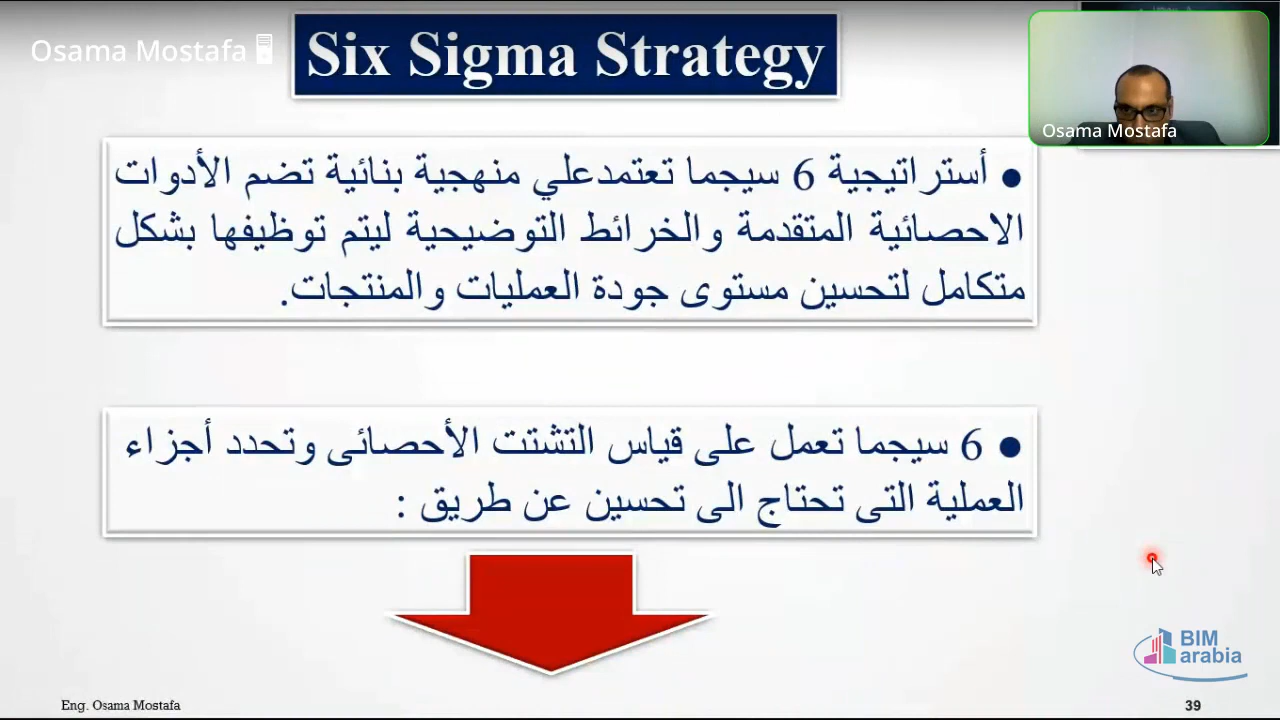 Osama Mostafa
Six Sigma Strategy
Osama Mostafa
● أستراتيجية 6 سيجما تعتمدعلي منهجية بنائية تضم الأدوات
الاحصائية المتقدمة والخرائط التوضيحية ليتم توظيفها بشكل
متكامل لتحسين مستوى جودة العمليات والمنتجات.
● 6 سيجما تعمل على قياس التشتت الأحصائى وتحدد أجزاء
العملية التى تحتاج الى تحسين عن طريق :
BIM
arabia
Eng. Osama Mostafa
39